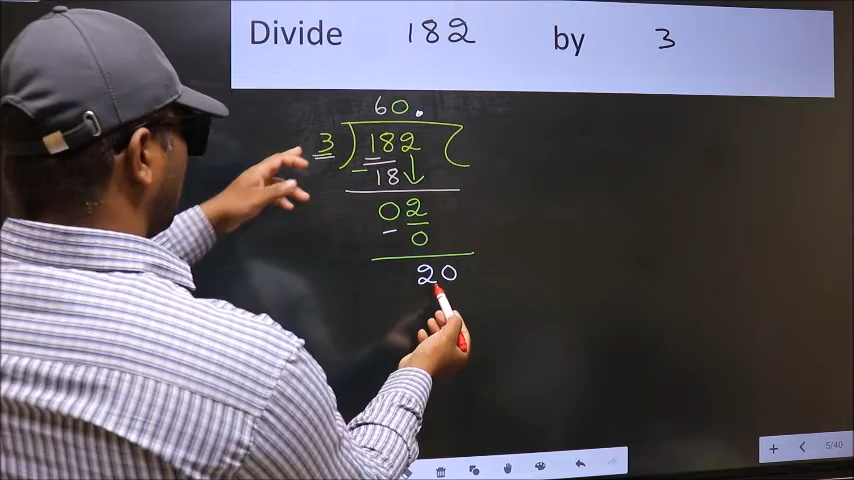 Divide 182 by 3
60.
3 ) 182 (
- 18 ↓
02
- 0
20
+ < 5/40